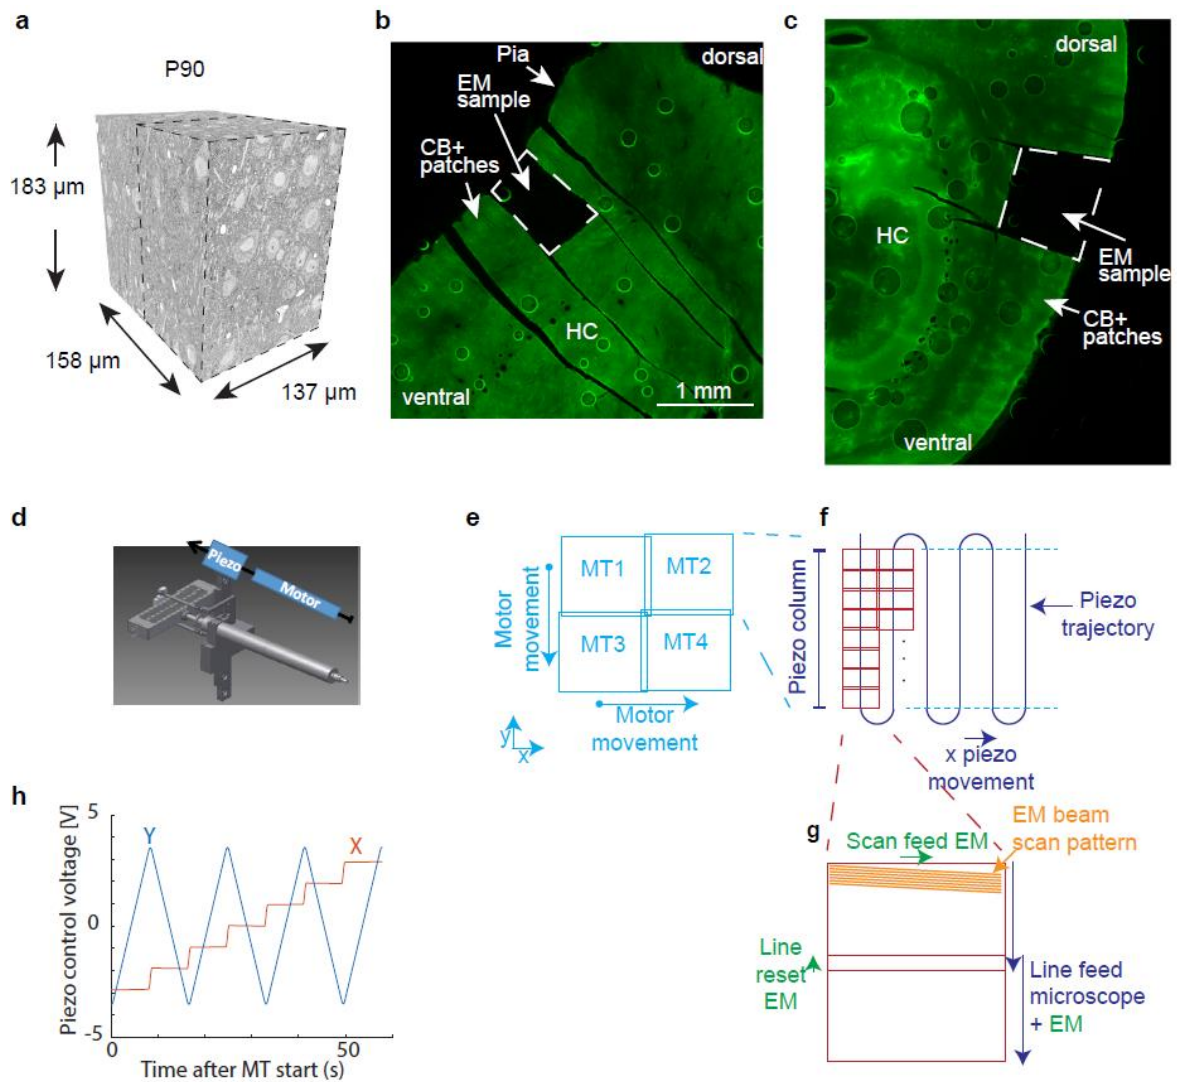 a
P90
183 µm
158 µm
137 µm
b
Pia
dorsal
EM
sample
CB+
patches
HC
ventral
1 mm
c
dorsal
HC
EM
sample
CB+
patches
ventral
d
Piezo
Motor
e
MT1
MT2
MT3
MT4
Motor
movement
Motor
movement
y
x
f
Piezo column
Piezo
trajectory
x piezo
movement
g
Scan feed EM
EM beam
scan pattern
Line
reset
EM
Line feed
microscope
+ EM
h
Piezo control voltage [V]
5
0
-5
Y
X
0
50
Time after MT start (s)